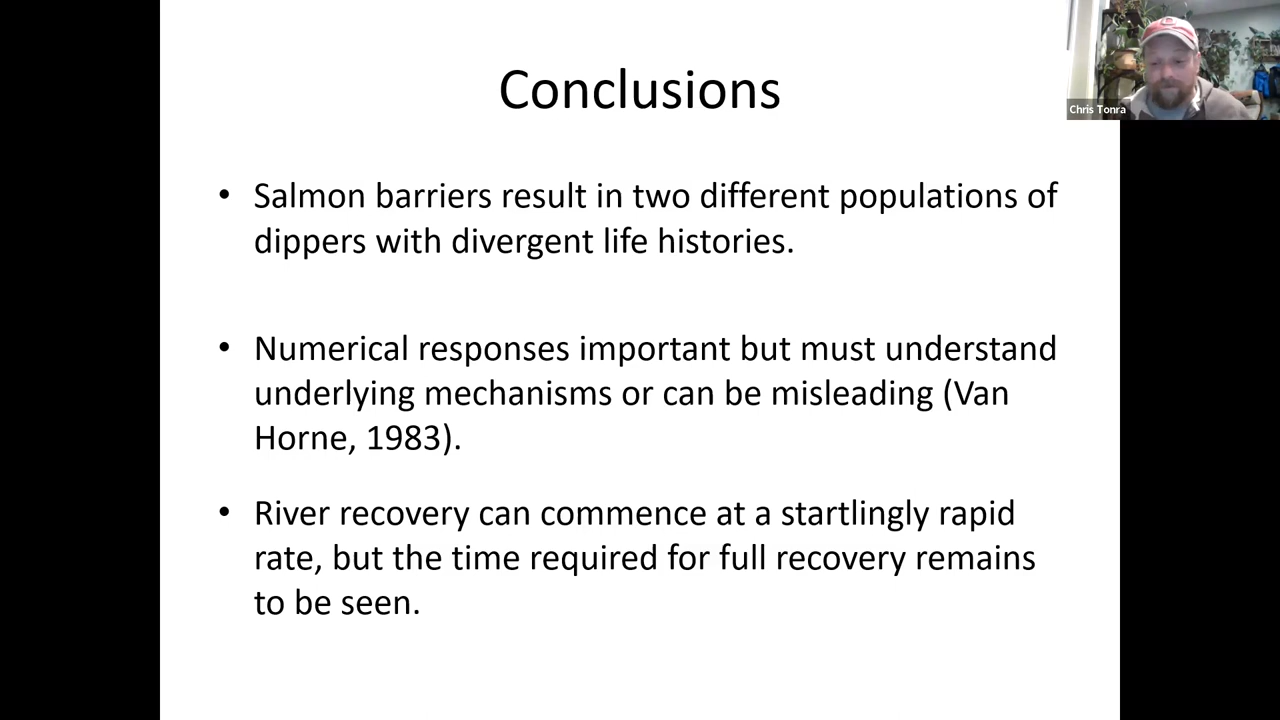 Conclusions
Chris Tonra
• Salmon barriers result in two different populations of
dippers with divergent life histories.
• Numerical responses important but must understand
underlying mechanisms or can be misleading (Van
Horne, 1983).
• River recovery can commence at a startlingly rapid
rate, but the time required for full recovery remains
to be seen.